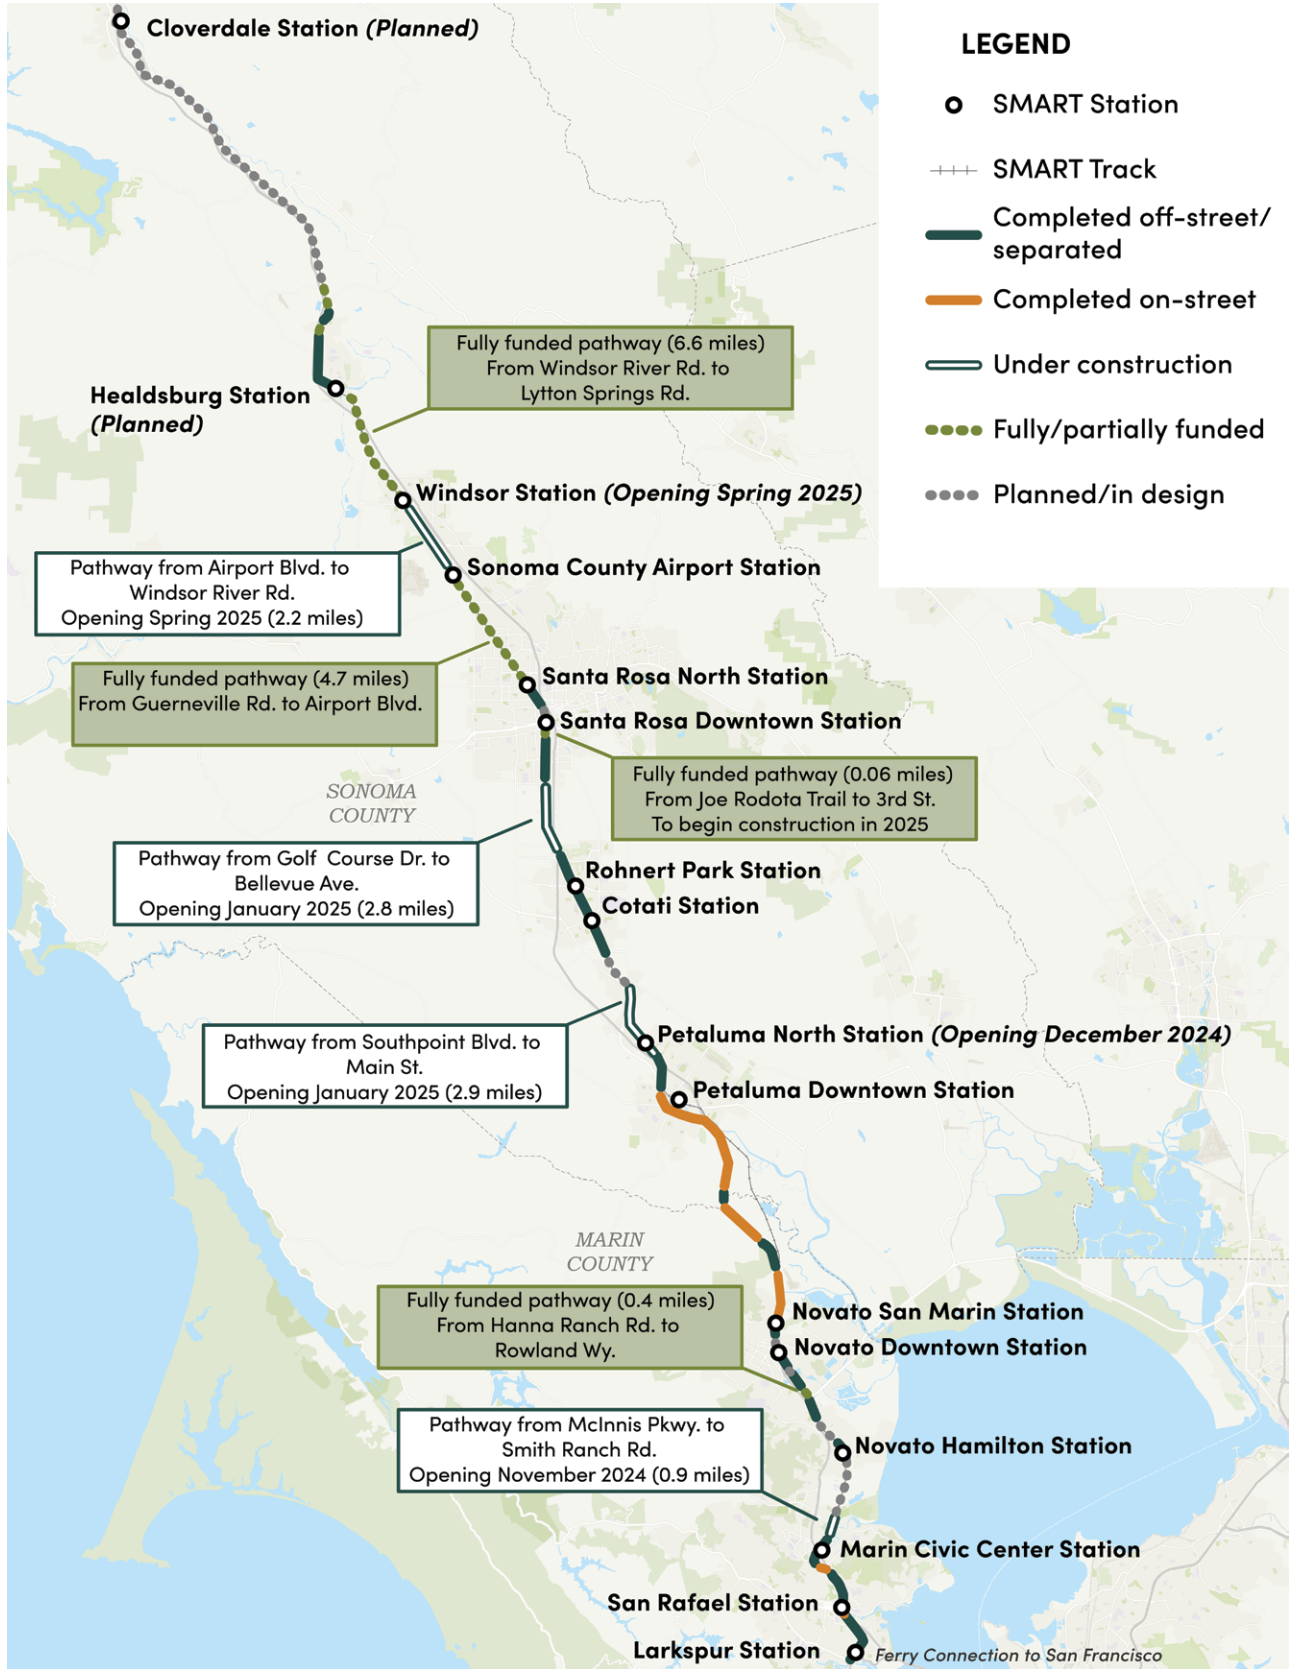 Cloverdale Station (Planned)
LEGEND
SMART Station
SMART Track
Completed off-street/
separated
Completed on-street
Under construction
Fully/partially funded
Planned/in design
Fully funded pathway (6.6 miles)
From Windsor River Rd. to
Lytton Springs Rd.
Healdsburg Station
(Planned)
Windsor Station (Opening Spring 2025)
Pathway from Airport Blvd. to
Windsor River Rd.
Opening Spring 2025 (2.2 miles)
Sonoma County Airport Station
Fully funded pathway (4.7 miles)
From Guerneville Rd. to Airport Blvd.
Santa Rosa North Station
Santa Rosa Downtown Station
Fully funded pathway (0.06 miles)
From Joe Rodota Trail to 3rd St.
To begin construction in 2025
SONOMA
COUNTY
Pathway from Golf Course Dr. to
Bellevue Ave.
Opening January 2025 (2.8 miles)
Rohnert Park Station
Cotati Station
Pathway from Southpoint Blvd. to
Main St.
Opening January 2025 (2.9 miles)
Petaluma North Station (Opening December 2024)
Petaluma Downtown Station
MARIN
COUNTY
Fully funded pathway (0.4 miles)
From Hanna Ranch Rd. to
Rowland Wy.
Novato San Marin Station
Novato Downtown Station
Pathway from McInnis Pkwy. to
Smith Ranch Rd.
Opening November 2024 (0.9 miles)
Novato Hamilton Station
Marin Civic Center Station
San Rafael Station
Larkspur Station
Ferry Connection to San Francisco